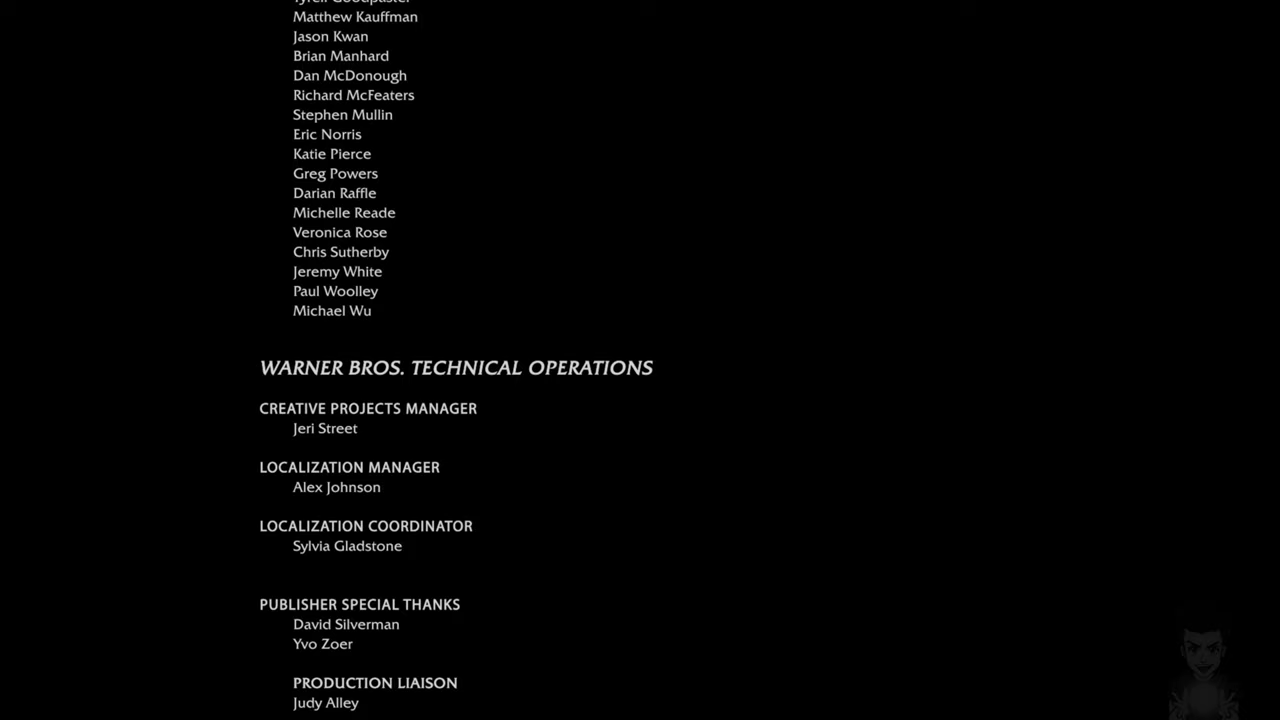 Matthew Kauffman
Jason Kwan
Brian Manhard
Dan McDonough
Richard McFeaters
Stephen Mullin
Eric Norris
Katie Pierce
Greg Powers
Darian Raffle
Michelle Reade
Veronica Rose
Chris Sutherby
Jeremy White
Paul Woolley
Michael Wu
WARNER BROS. TECHNICAL OPERATIONS
CREATIVE PROJECTS MANAGER
Jeri Street
LOCALIZATION MANAGER
Alex Johnson
LOCALIZATION COORDINATOR
Sylvia Gladstone
PUBLISHER SPECIAL THANKS
David Silverman
Yvo Zoer
PRODUCTION LIAISON
Judy Alley